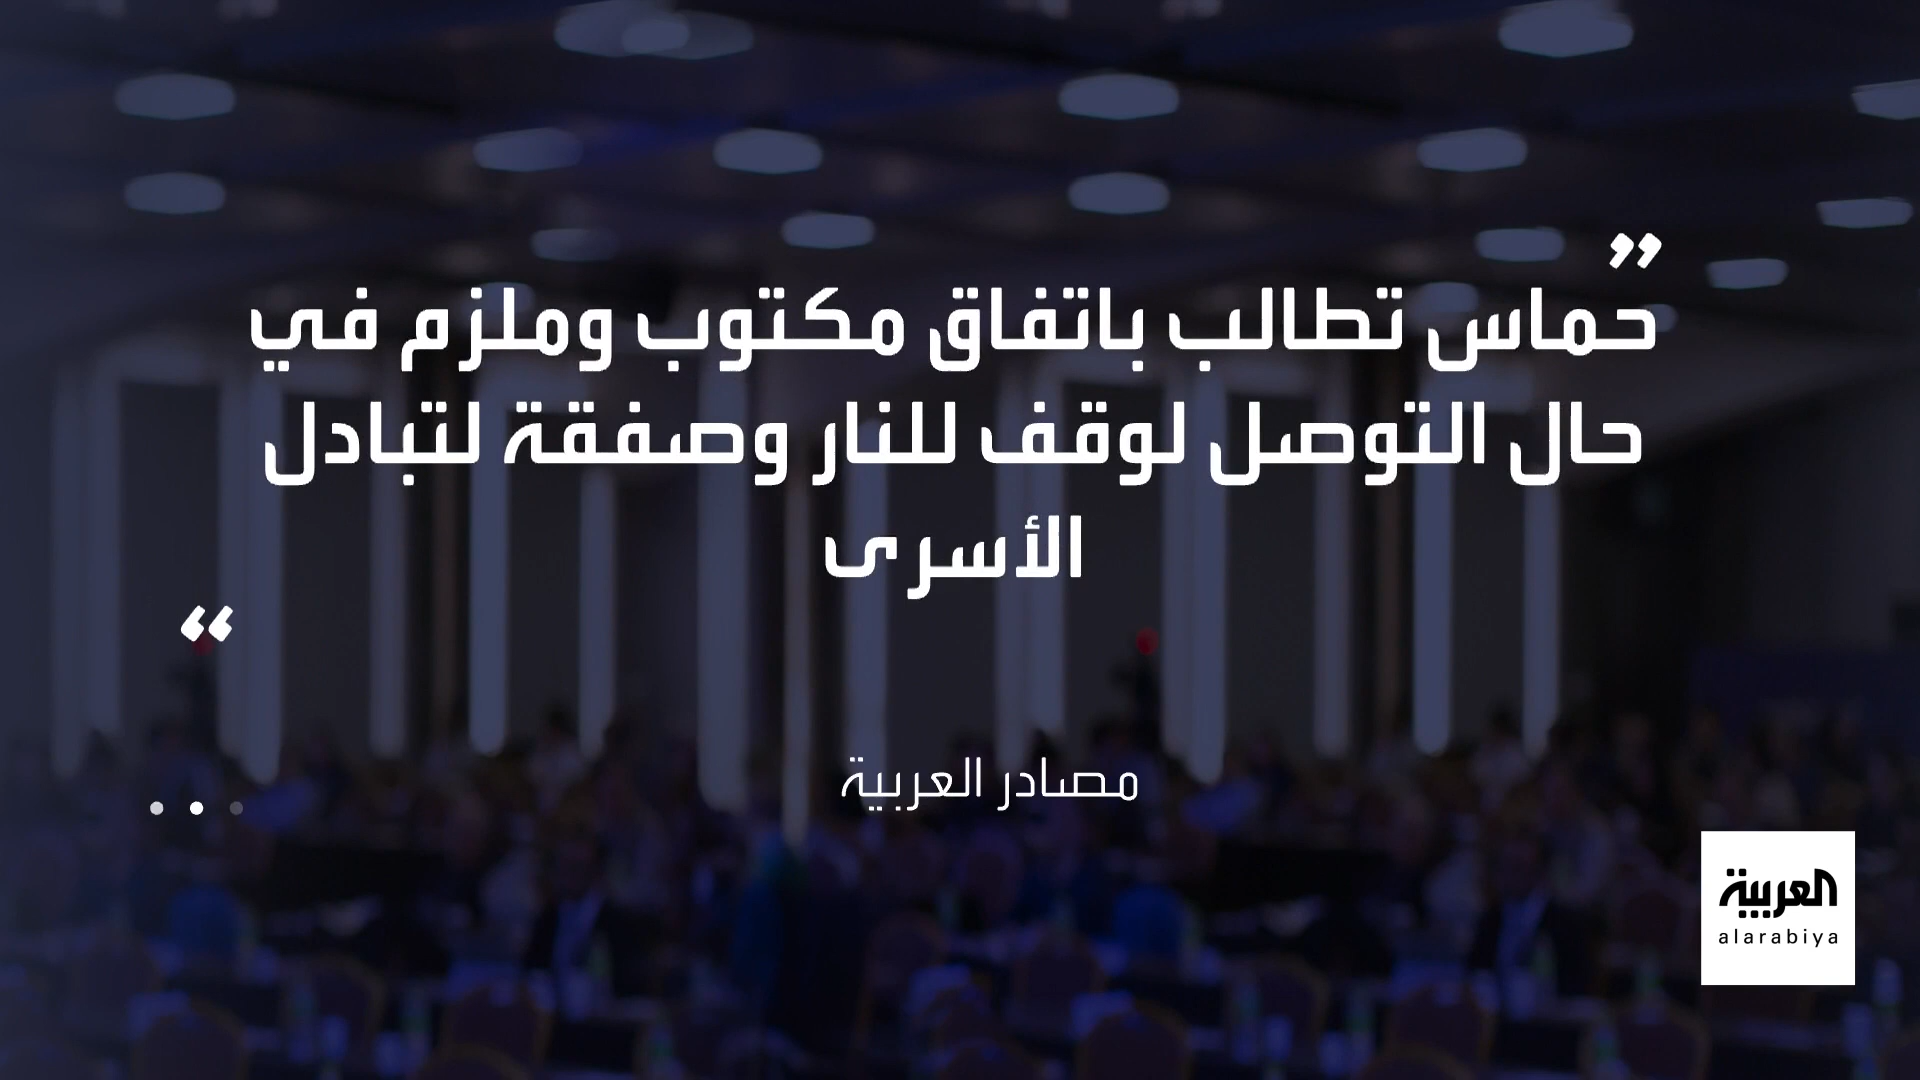 ”
حماس تطالب باتفاق مكتوب وملزم في
حال التوصل لوقف للنار وصفقة لتبادل
الأسرى
“
مصادر العربية
العربية
alarabiya